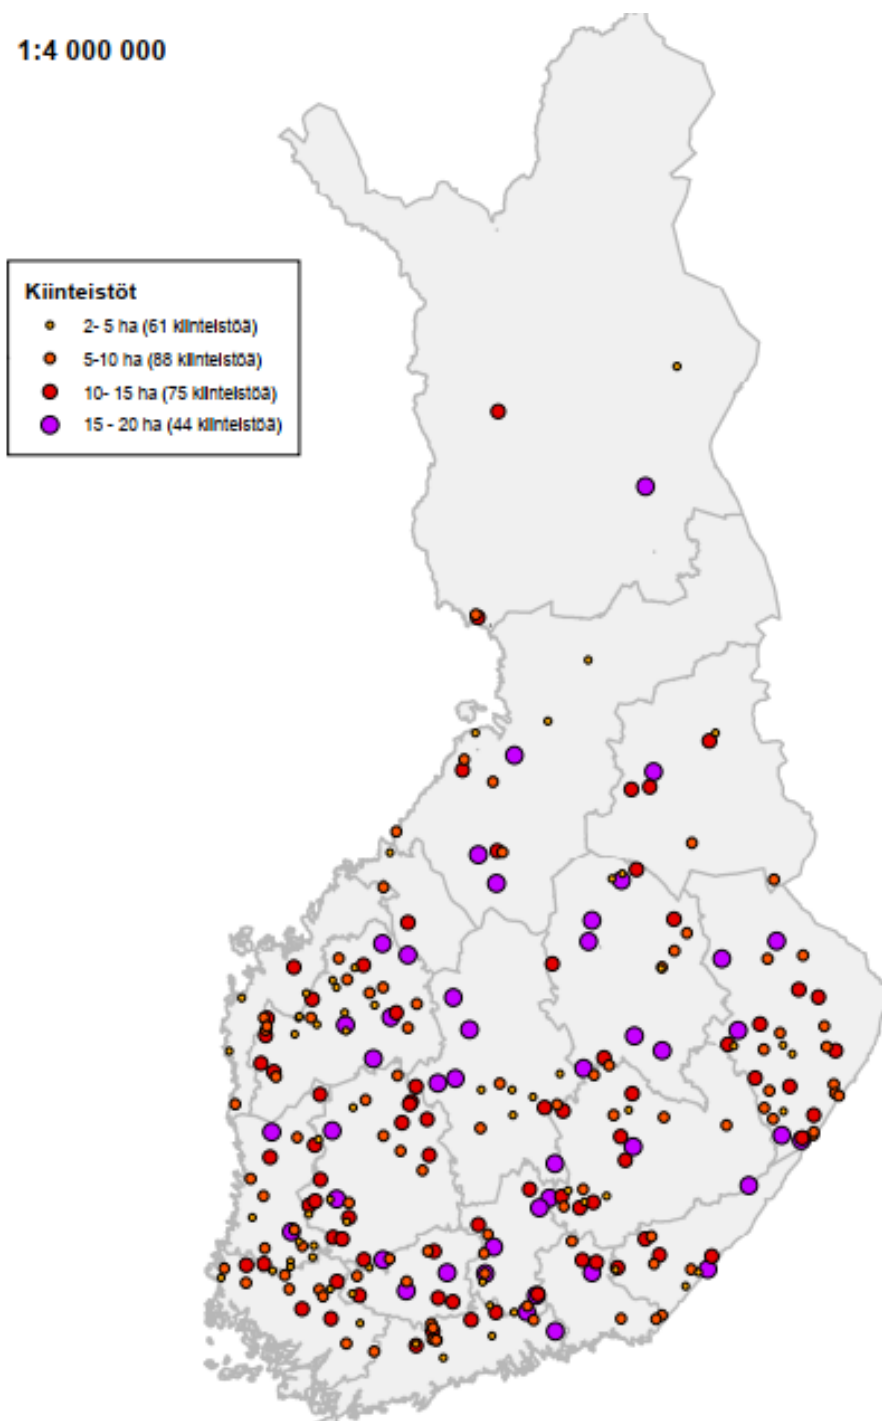 1:4 000 000
Kiinteistöt
2- 5 ha (61 kiinteistöä)
5-10 ha (88 kiinteistöä)
10- 15 ha (75 kiinteistöä)
15 - 20 ha (44 kiinteistöä)